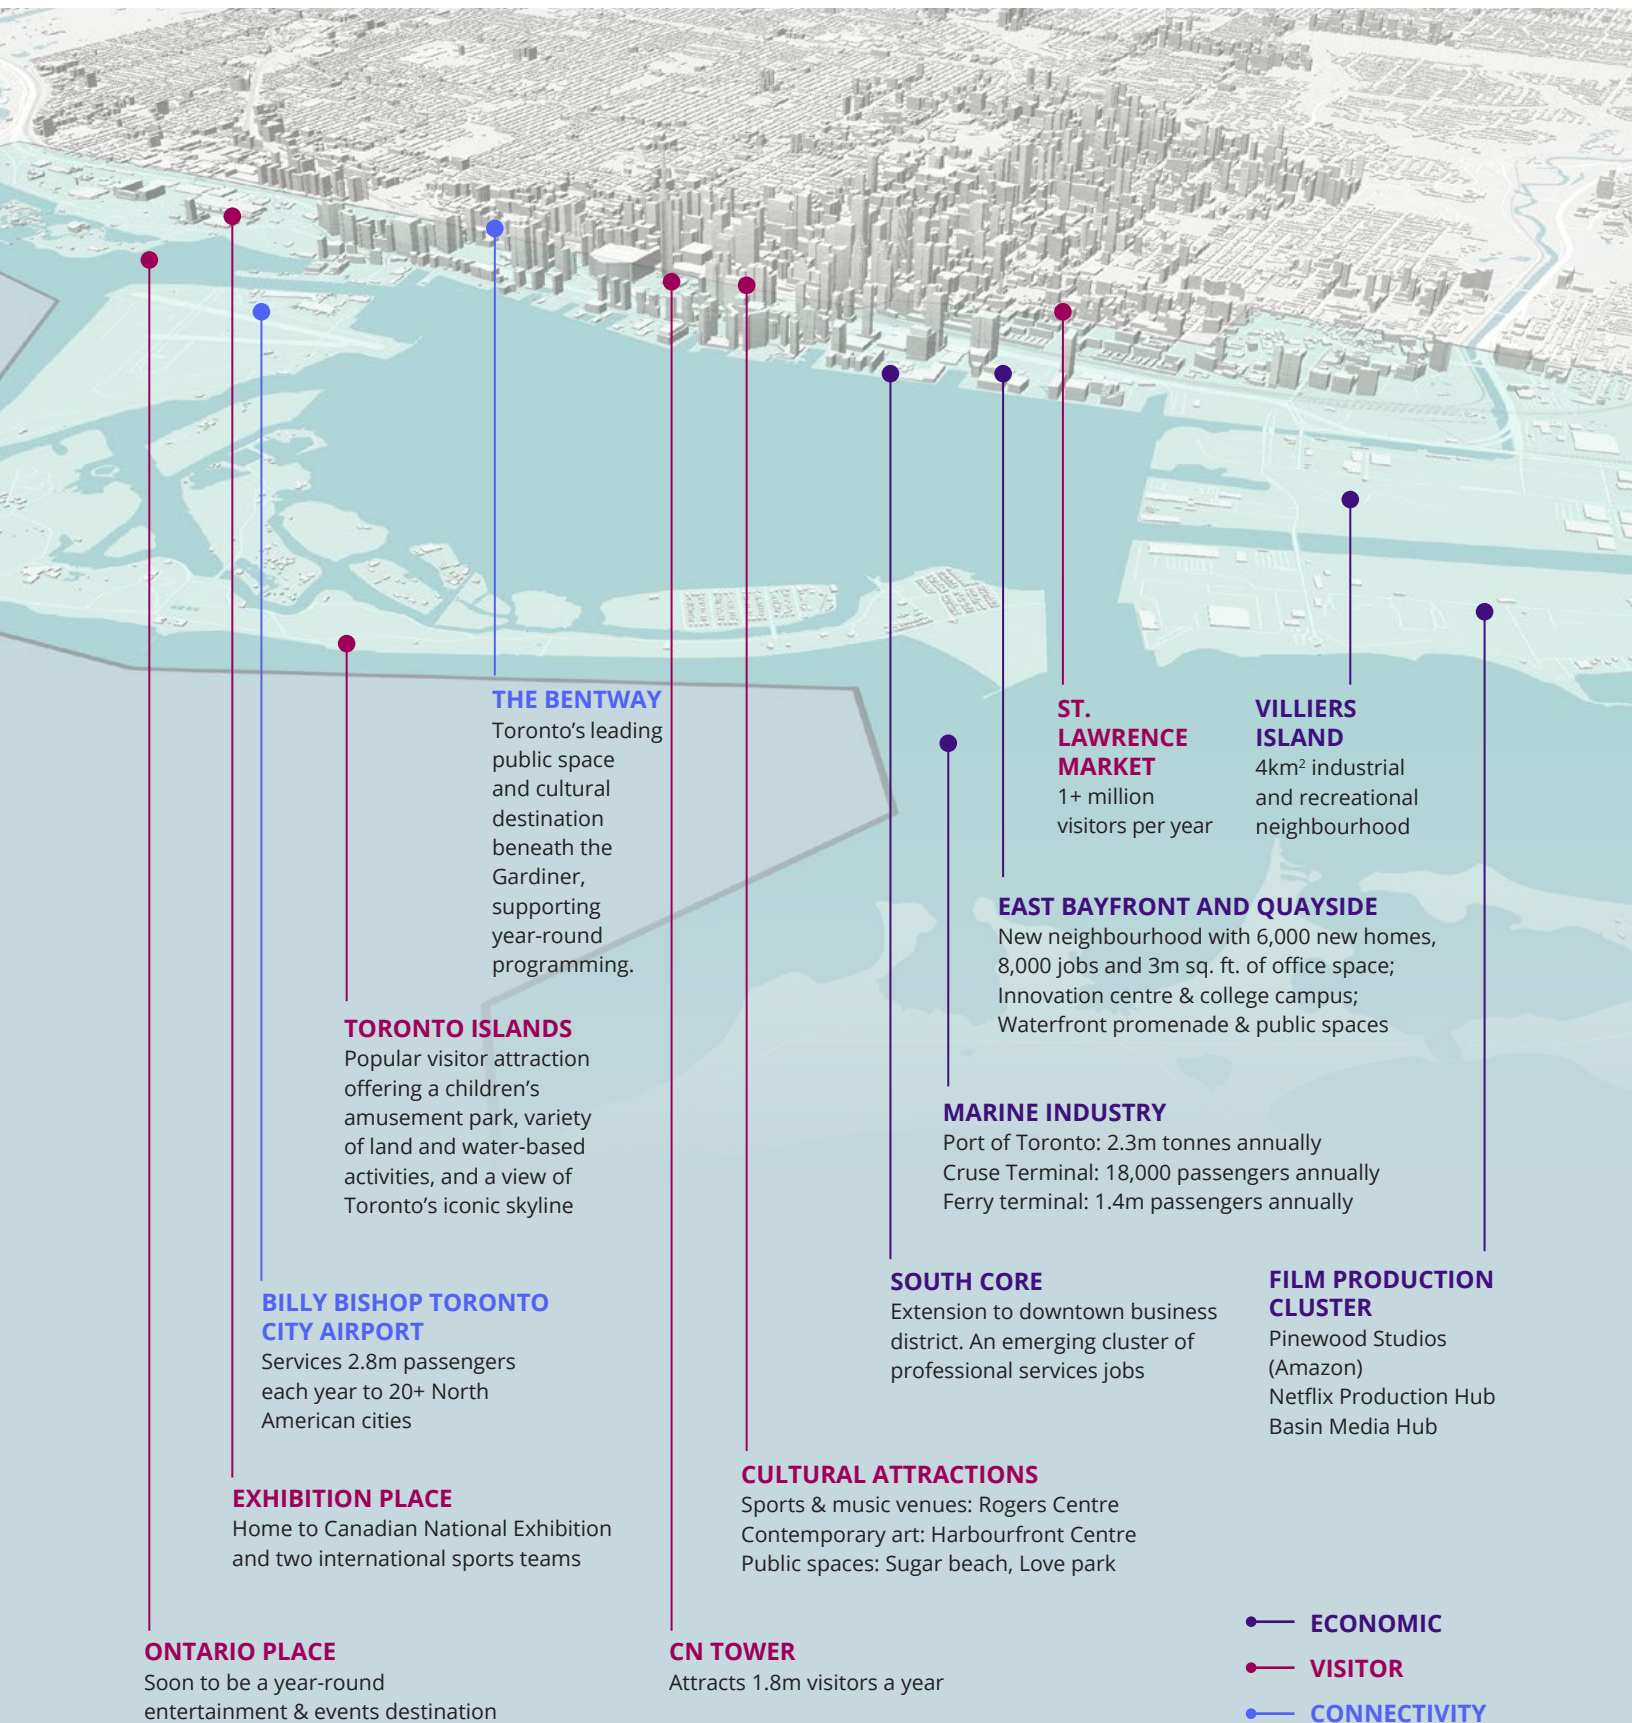 THE BENTWAY
Toronto’s leading
public space
and cultural
destination
beneath the
Gardiner,
supporting
year-round
programming.
ST.
LAWRENCE
MARKET
1+ million
visitors per year
VILLIERS
ISLAND
4km² industrial
and recreational
neighbourhood
EAST BAYFRONT AND QUAYSIDE
New neighbourhood with 6,000 new homes,
8,000 jobs and 3m sq. ft. of office space;
Innovation centre & college campus;
Waterfront promenade & public spaces
TORONTO ISLANDS
Popular visitor attraction
offering a children’s
amusement park, variety
of land and water-based
activities, and a view of
Toronto’s iconic skyline
MARINE INDUSTRY
Port of Toronto: 2.3m tonnes annually
Cruse Terminal: 18,000 passengers annually
Ferry terminal: 1.4m passengers annually
BILLY BISHOP TORONTO
CITY AIRPORT
Services 2.8m passengers
each year to 20+ North
American cities
SOUTH CORE
Extension to downtown business
district. An emerging cluster of
professional services jobs
FILM PRODUCTION
CLUSTER
Pinewood Studios
(Amazon)
Netflix Production Hub
Basin Media Hub
EXHIBITION PLACE
Home to Canadian National Exhibition
and two international sports teams
CULTURAL ATTRACTIONS
Sports & music venues: Rogers Centre
Contemporary art: Harbourfront Centre
Public spaces: Sugar beach, Love park
ONTARIO PLACE
Soon to be a year-round
entertainment & events destination
CN TOWER
Attracts 1.8m visitors a year
ECONOMIC
VISITOR
CONNECTIVITY